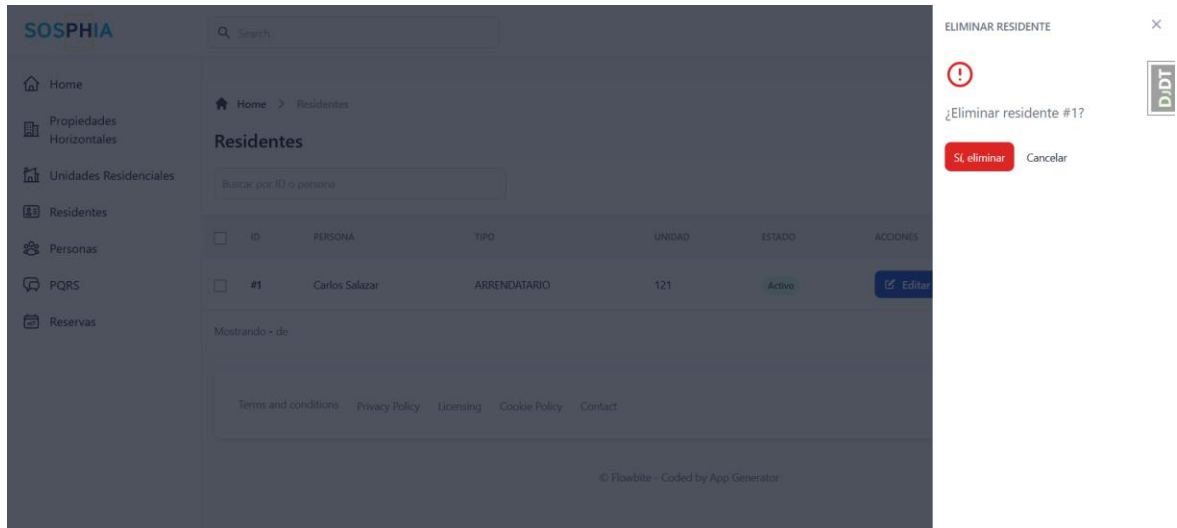 SOSPHIA
Search
Home
Propiedades
Horizontales
Unidades Residenciales
Residentes
Personas
PQRS
Reservas
Home > Residentes
Residentes
Buscar por ID o persona
ID PERSONA TIPO UNIDAD ESTADO ACCIONES
#1 Carlos Salazar ARRENDATARIO 121 Activo Editar
Mostrando - de
Terms and conditions Privacy Policy Licensing Cookie Policy Contact
© Flowbite - Coded by App Generator
ELIMINAR RESIDENTE
¿Eliminar residente #1?
Sí, eliminar Cancelar
DJDT